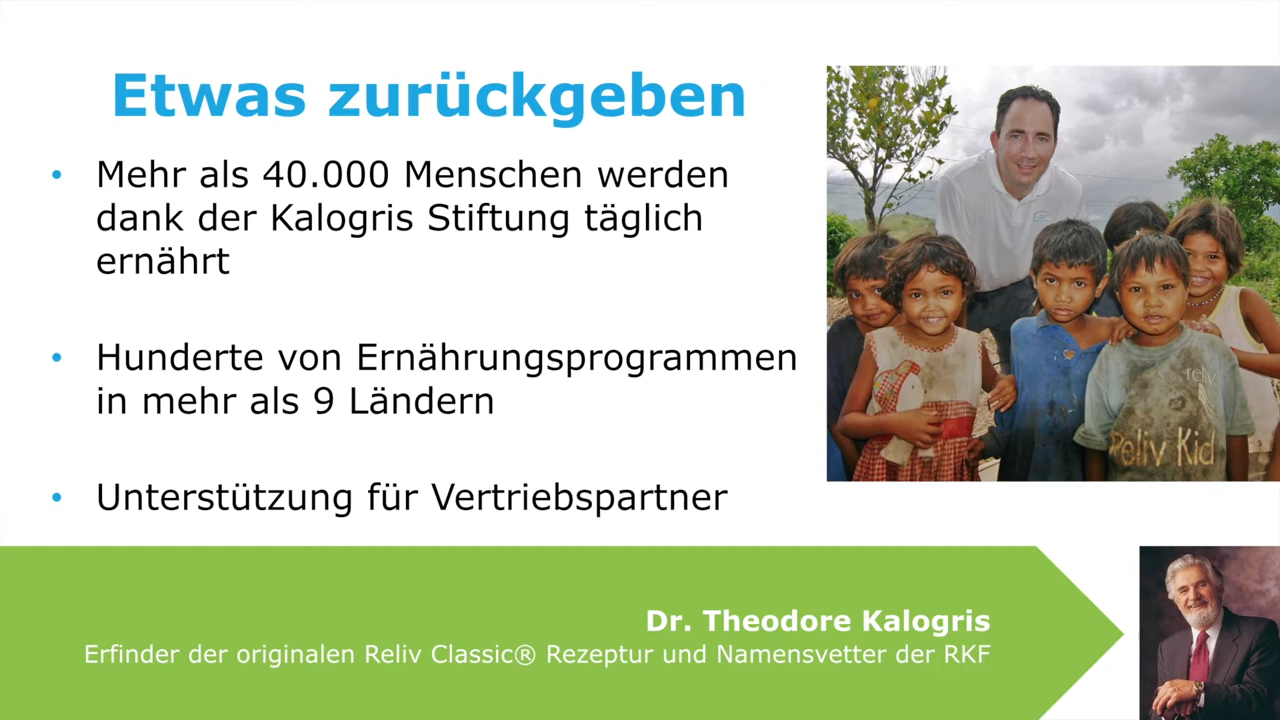 Etwas zurückgeben
• Mehr als 40.000 Menschen werden
dank der Kalogris Stiftung täglich
ernährt
• Hunderte von Ernährungsprogrammen
in mehr als 9 Ländern
• Unterstützung für Vertriebspartner
reliv
Reliv Kid
Dr. Theodore Kalogris
Erfinder der originalen Reliv Classic® Rezeptur und Namensvetter der RKF